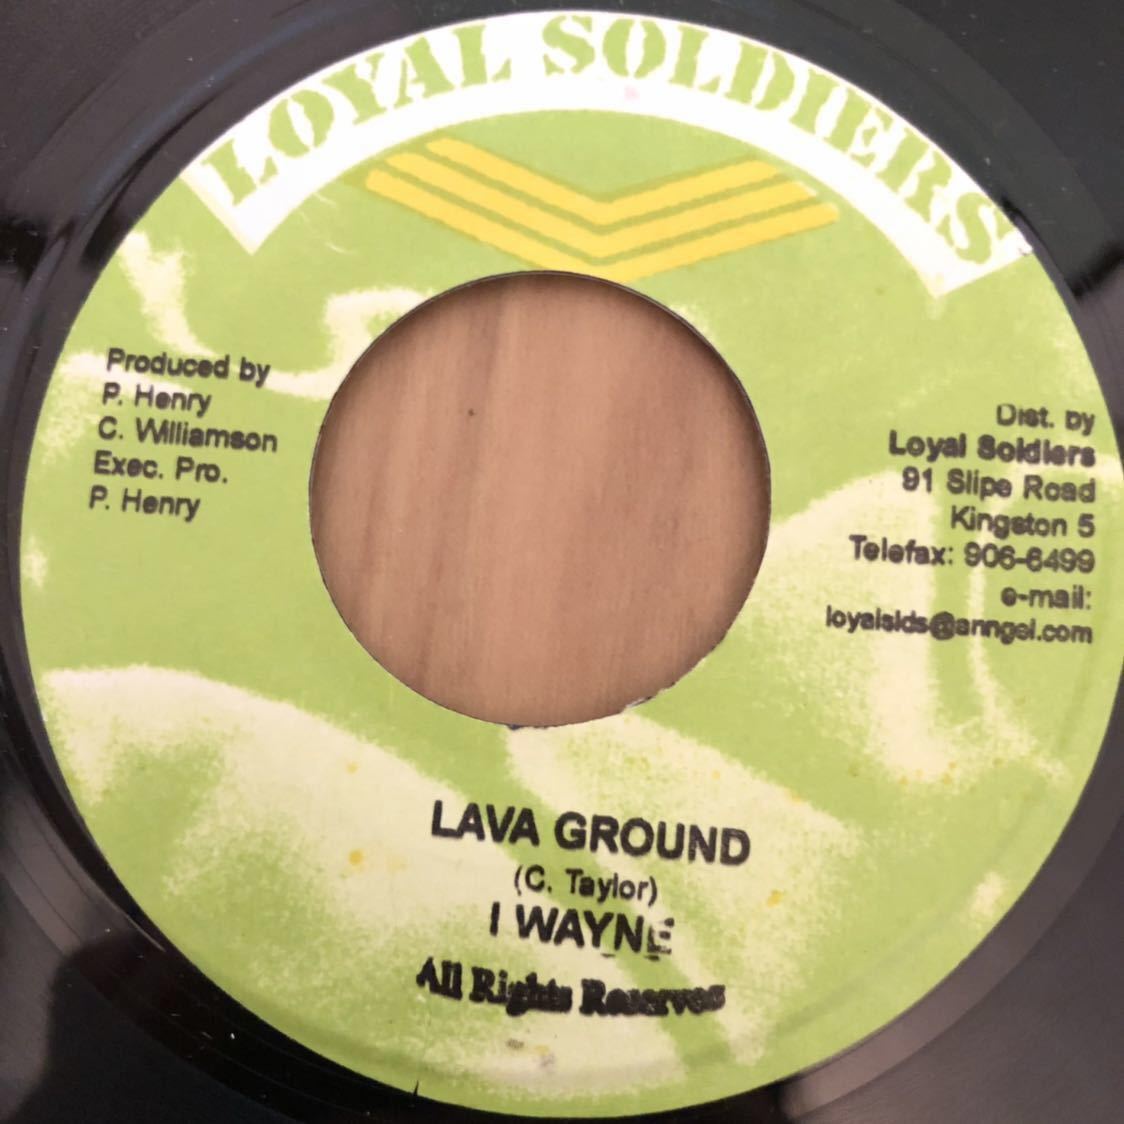 LOYAL SOLDIERS
Produced by
P. Henry
C. Williamson
Exec. Pro.
P. Henry
Dist. by
Loyal Soldiers
91 Slipe Road
Kingston 5
Telefax: 906-6499
e-mail:
loyalslds@anngel.com
LAVA GROUND
(C. Taylor)
I WAYNE
All Rights Reserves